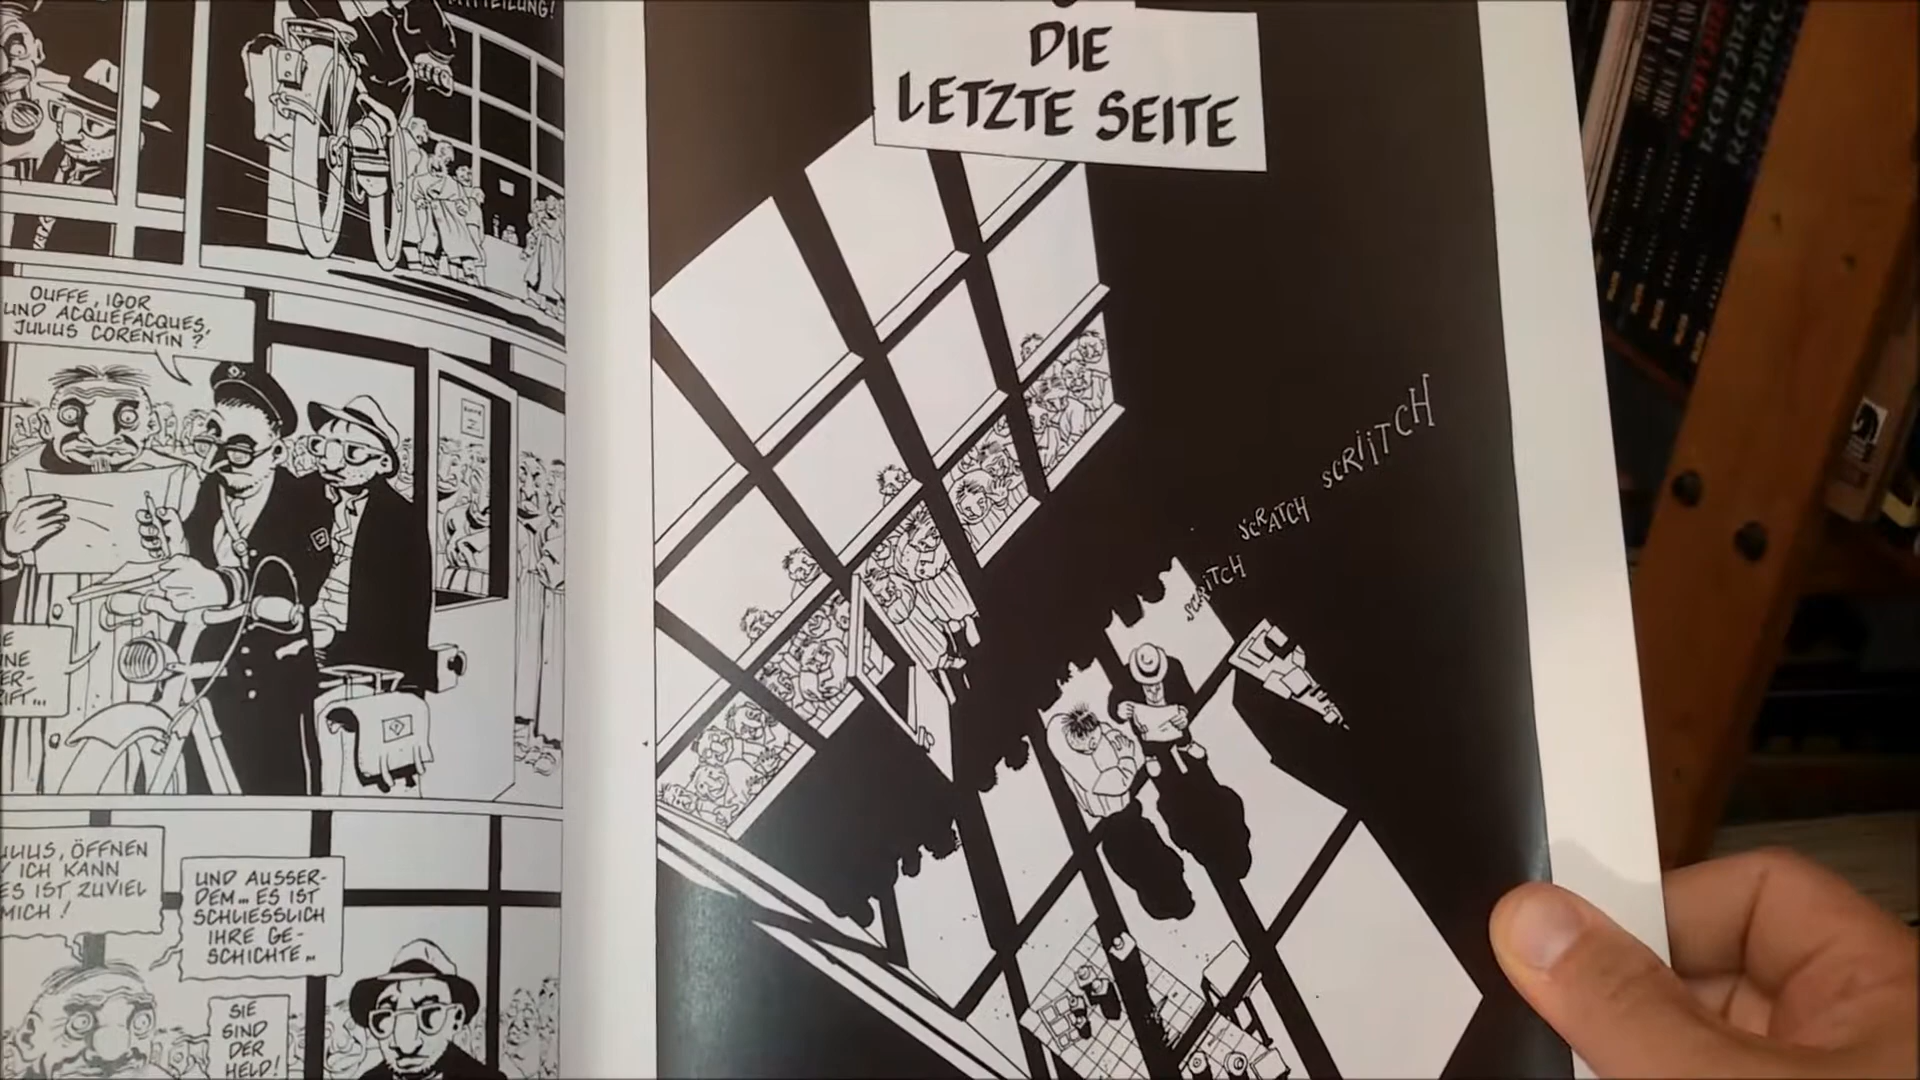 MITTEILUNG!
OUFFE, IGOR
UND ACQUEFACQUES,
JULIUS CORENTIN?
JULIUS, ÖFFNEN
ICH KANN
ES IST ZUVIEL
MICH!
UND AUSSER-
DEM... ES IST
SCHLIESSLICH
IHRE GE-
SCHICHTE...
SIE
SIND
DER
HELD!
DIE
LETZTE SEITE
SCRIITCH
SCRATCH
SCRITCH